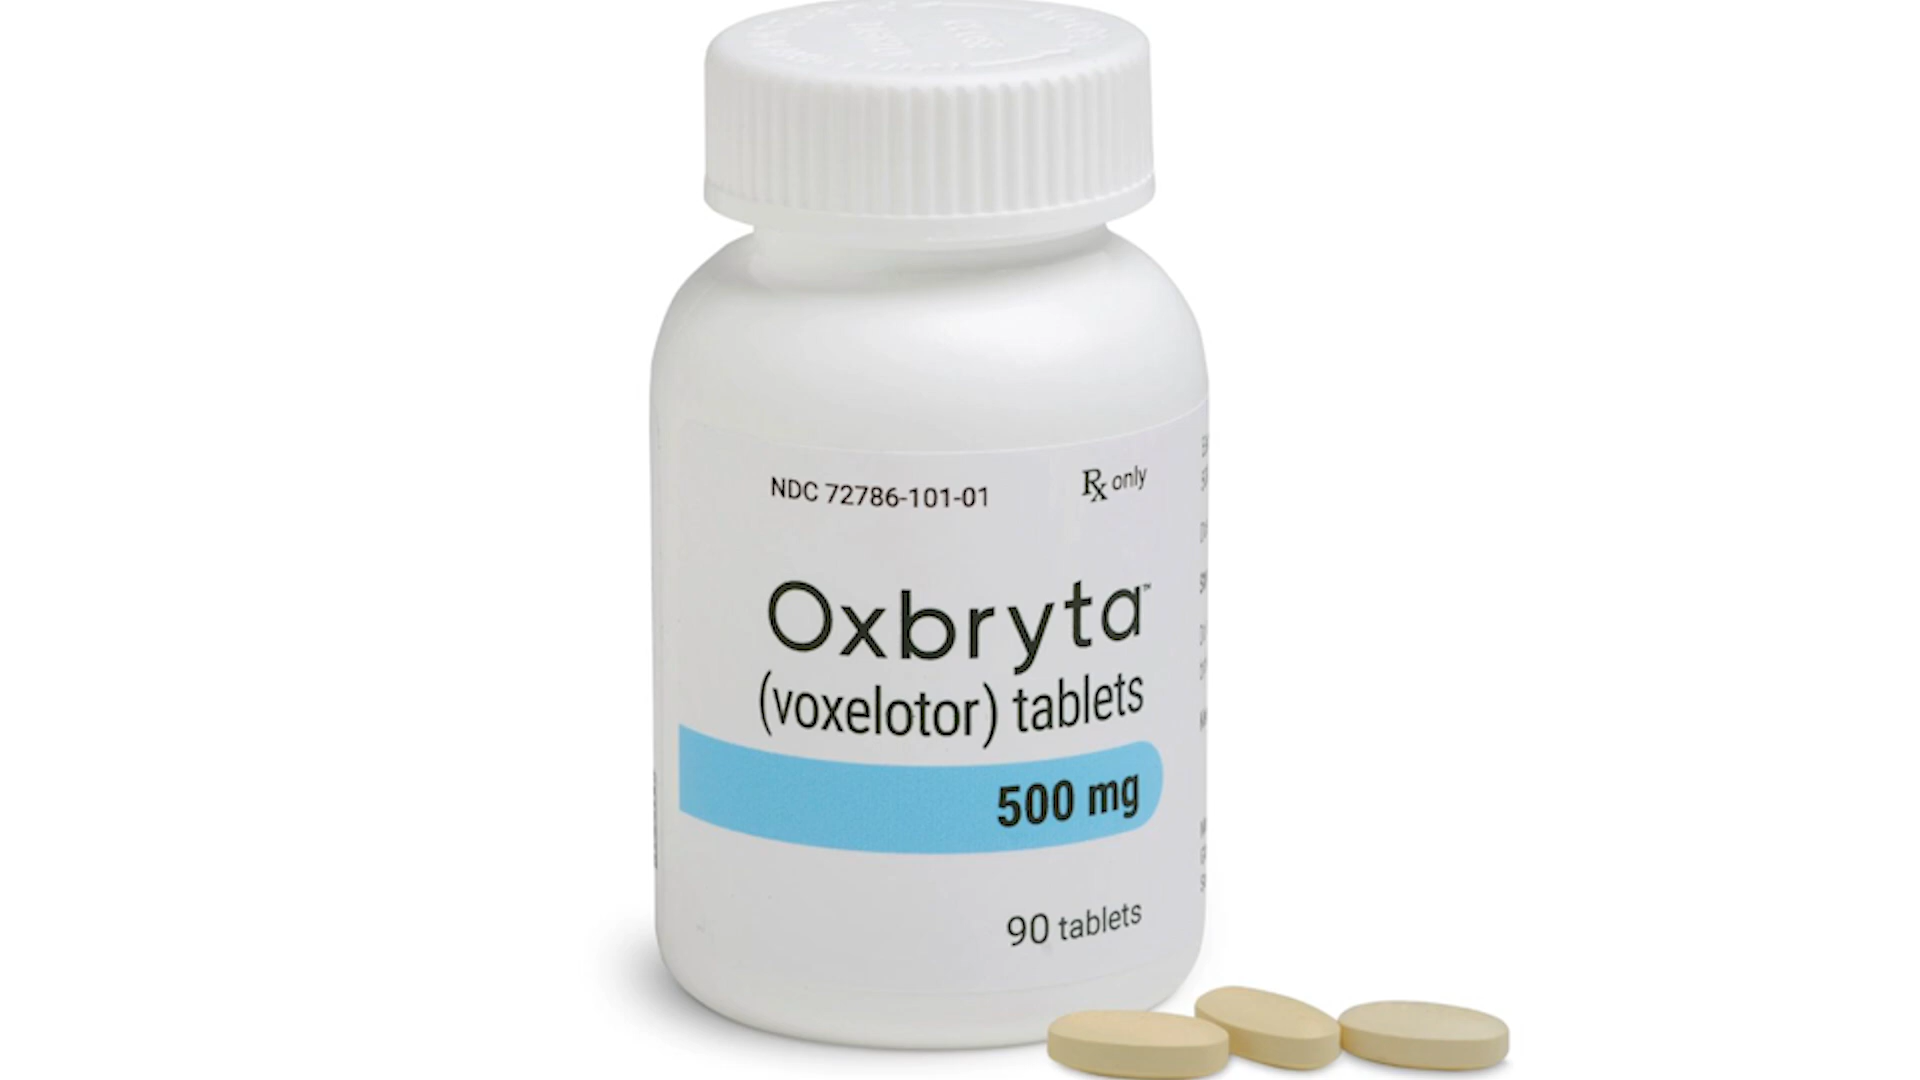 NDC 72786-101-01
Rx only
Oxbryta™
(voxelotor) tablets
500 mg
90 tablets